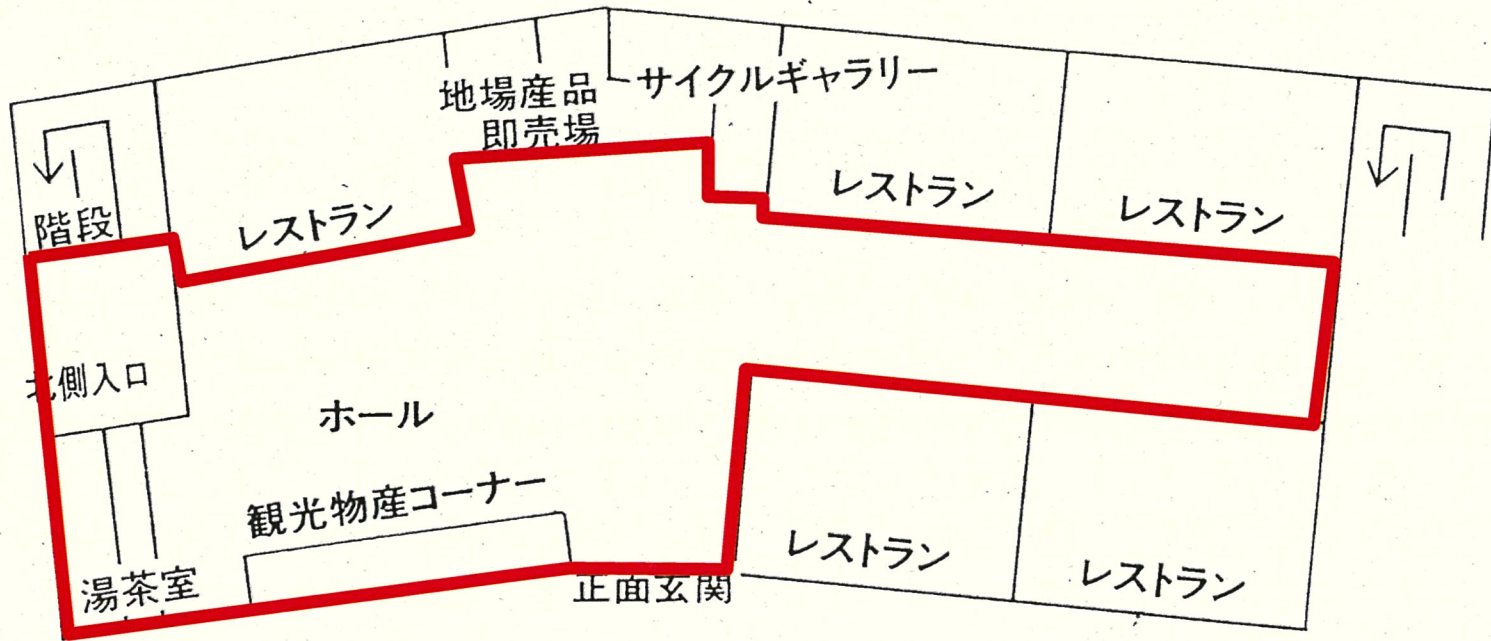 サイクルギャラリー
地場産品
即売場
レストラン
レストラン
レストラン
階段
北側入口
ホール
観光物産コーナー
湯茶室
正面玄関
レストラン
レストラン